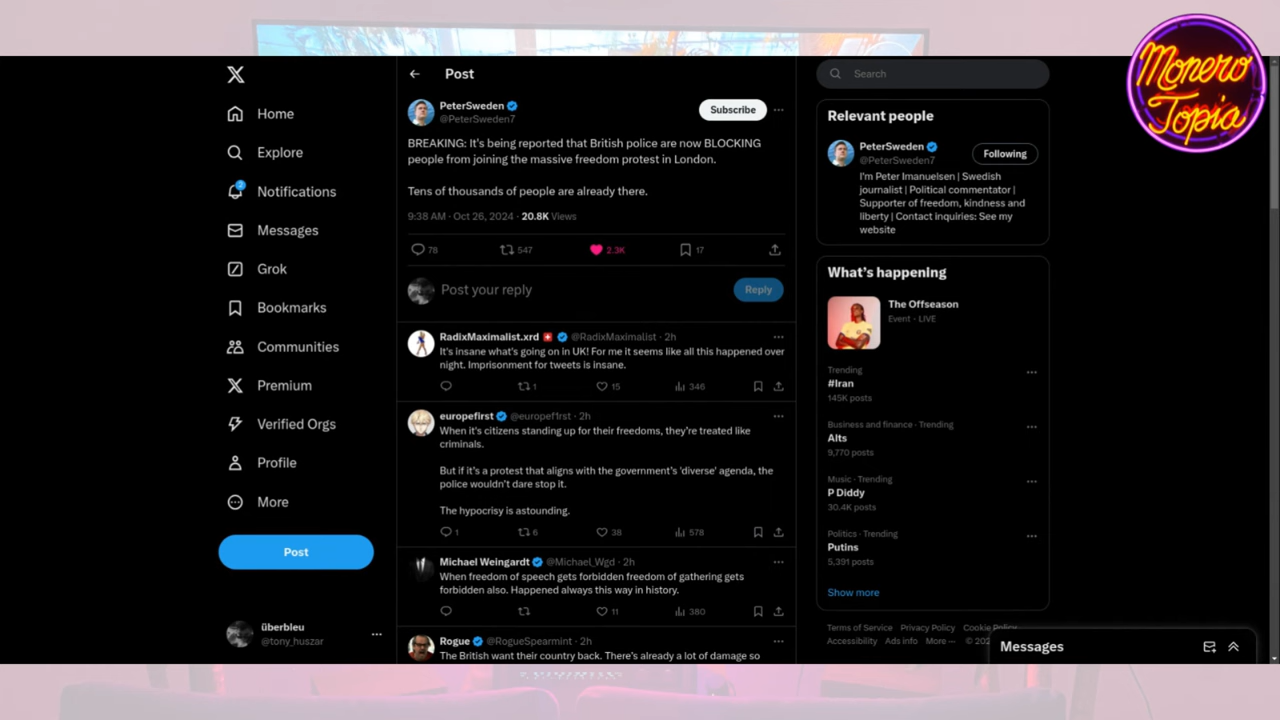 Monero
Topia
Post
Search
Home
Explore
2
Notifications
Messages
Grok
Bookmarks
Communities
Premium
Verified Orgs
Profile
More
Post
überbleu
@tony_huszar
PeterSweden
@PeterSweden7
Subscribe
BREAKING: It's being reported that British police are now BLOCKING
people from joining the massive freedom protest in London.
Tens of thousands of people are already there.
9:38 AM · Oct 26, 2024 · 20.8K Views
78 547 2.3K 17
Post your reply
Reply
RadixMaximalist.xrd @RadixMaximalist · 2h
It's insane what's going on in UK! For me it seems like all this happened over
night. Imprisonment for tweets is insane.
1 15 346
europefirst @europef1rst · 2h
When it's citizens standing up for their freedoms, they're treated like
criminals.
But if it's a protest that aligns with the government's 'diverse' agenda, the
police wouldn't dare stop it.
The hypocrisy is astounding.
1 6 38 578
Michael Weingardt @Michael_Wgd · 2h
When freedom of speech gets forbidden freedom of gathering gets
forbidden also. Happened always this way in history.
11 380
Rogue @RogueSpearmint · 2h
The British want their country back. There's already a lot of damage so
Relevant people
PeterSweden
@PeterSweden7
Following
I'm Peter Imanuelsen | Swedish
journalist | Political commentator |
Supporter of freedom, kindness and
liberty | Contact inquiries: See my
website
What's happening
The Offseason
Event · LIVE
Trending
#Iran
145K posts
Business and finance · Trending
Alts
9,770 posts
Music · Trending
P Diddy
30.4K posts
Politics · Trending
Putins
5,391 posts
Show more
Terms of Service Privacy Policy Cookie Policy
Accessibility Ads info More ··· © 202
Messages